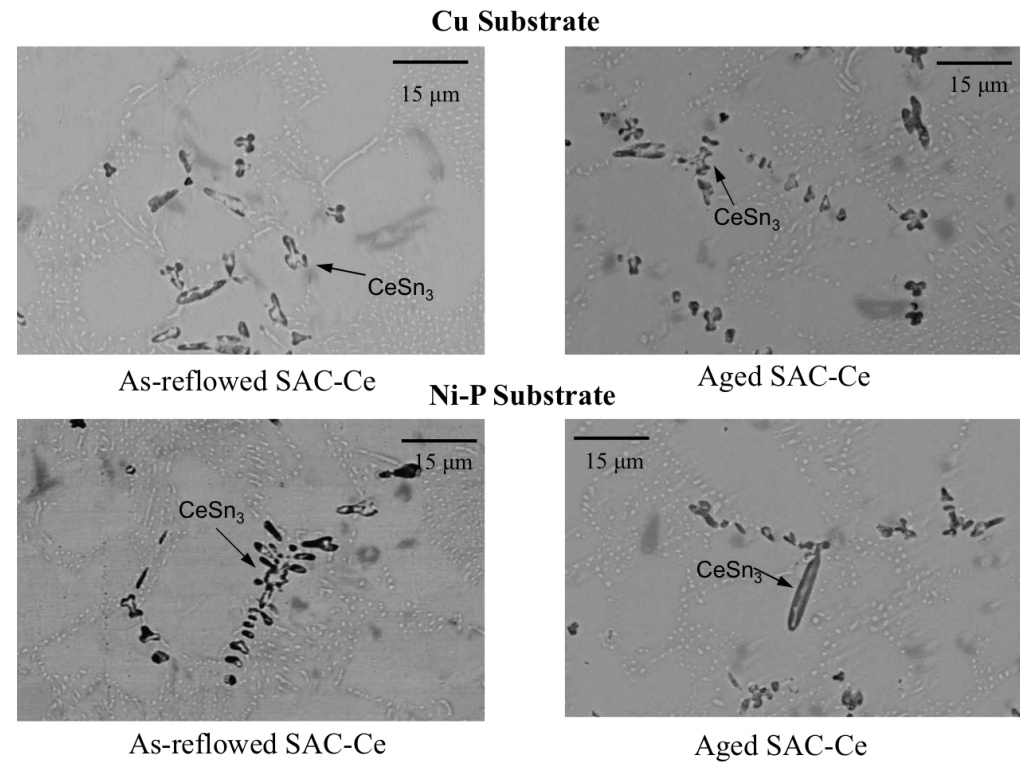 Cu Substrate
15 μm
15 μm
CeSn₃
CeSn₃
As-reflowed SAC-Ce
Aged SAC-Ce
Ni-P Substrate
15 μm
15 μm
CeSn₃
CeSn₃
As-reflowed SAC-Ce
Aged SAC-Ce